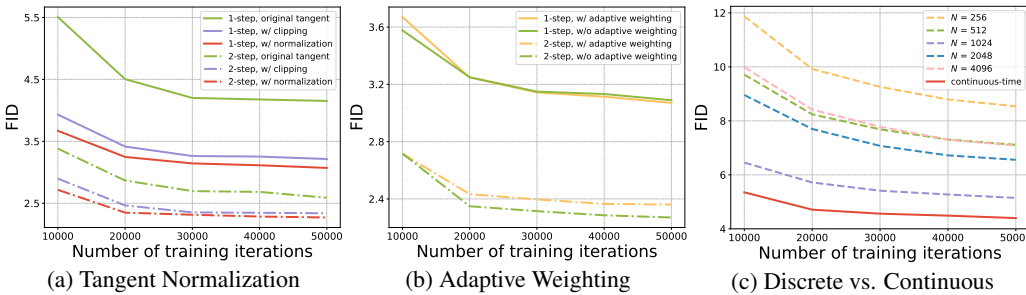 5.5
4.5
3.5
2.5
FID
1-step, original tangent
1-step, w/ clipping
1-step, w/ normalization
2-step, original tangent
2-step, w/ clipping
2-step, w/ normalization
10000 20000 30000 40000 50000
Number of training iterations
(a) Tangent Normalization
3.6
3.2
2.8
2.4
FID
1-step, w/ adaptive weighting
1-step, w/o adaptive weighting
2-step, w/ adaptive weighting
2-step, w/o adaptive weighting
10000 20000 30000 40000 50000
Number of training iterations
(b) Adaptive Weighting
12
10
8
6
4
FID
N = 256
N = 512
N = 1024
N = 2048
N = 4096
continuous-time
10000 20000 30000 40000 50000
Number of training iterations
(c) Discrete vs. Continuous